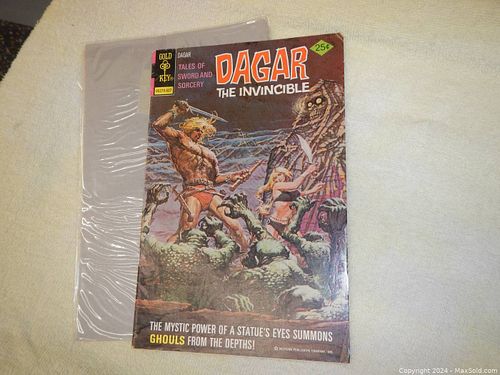 GOLD
KEY
DAGAR
TALES OF
SWORD AND
SORCERY
DAGAR
THE INVINCIBLE
25¢
THE MYSTIC POWER OF A STATUE'S EYES SUMMONS
GHOULS FROM THE DEPTHS!
Copyright 2024 - MaxSold.com